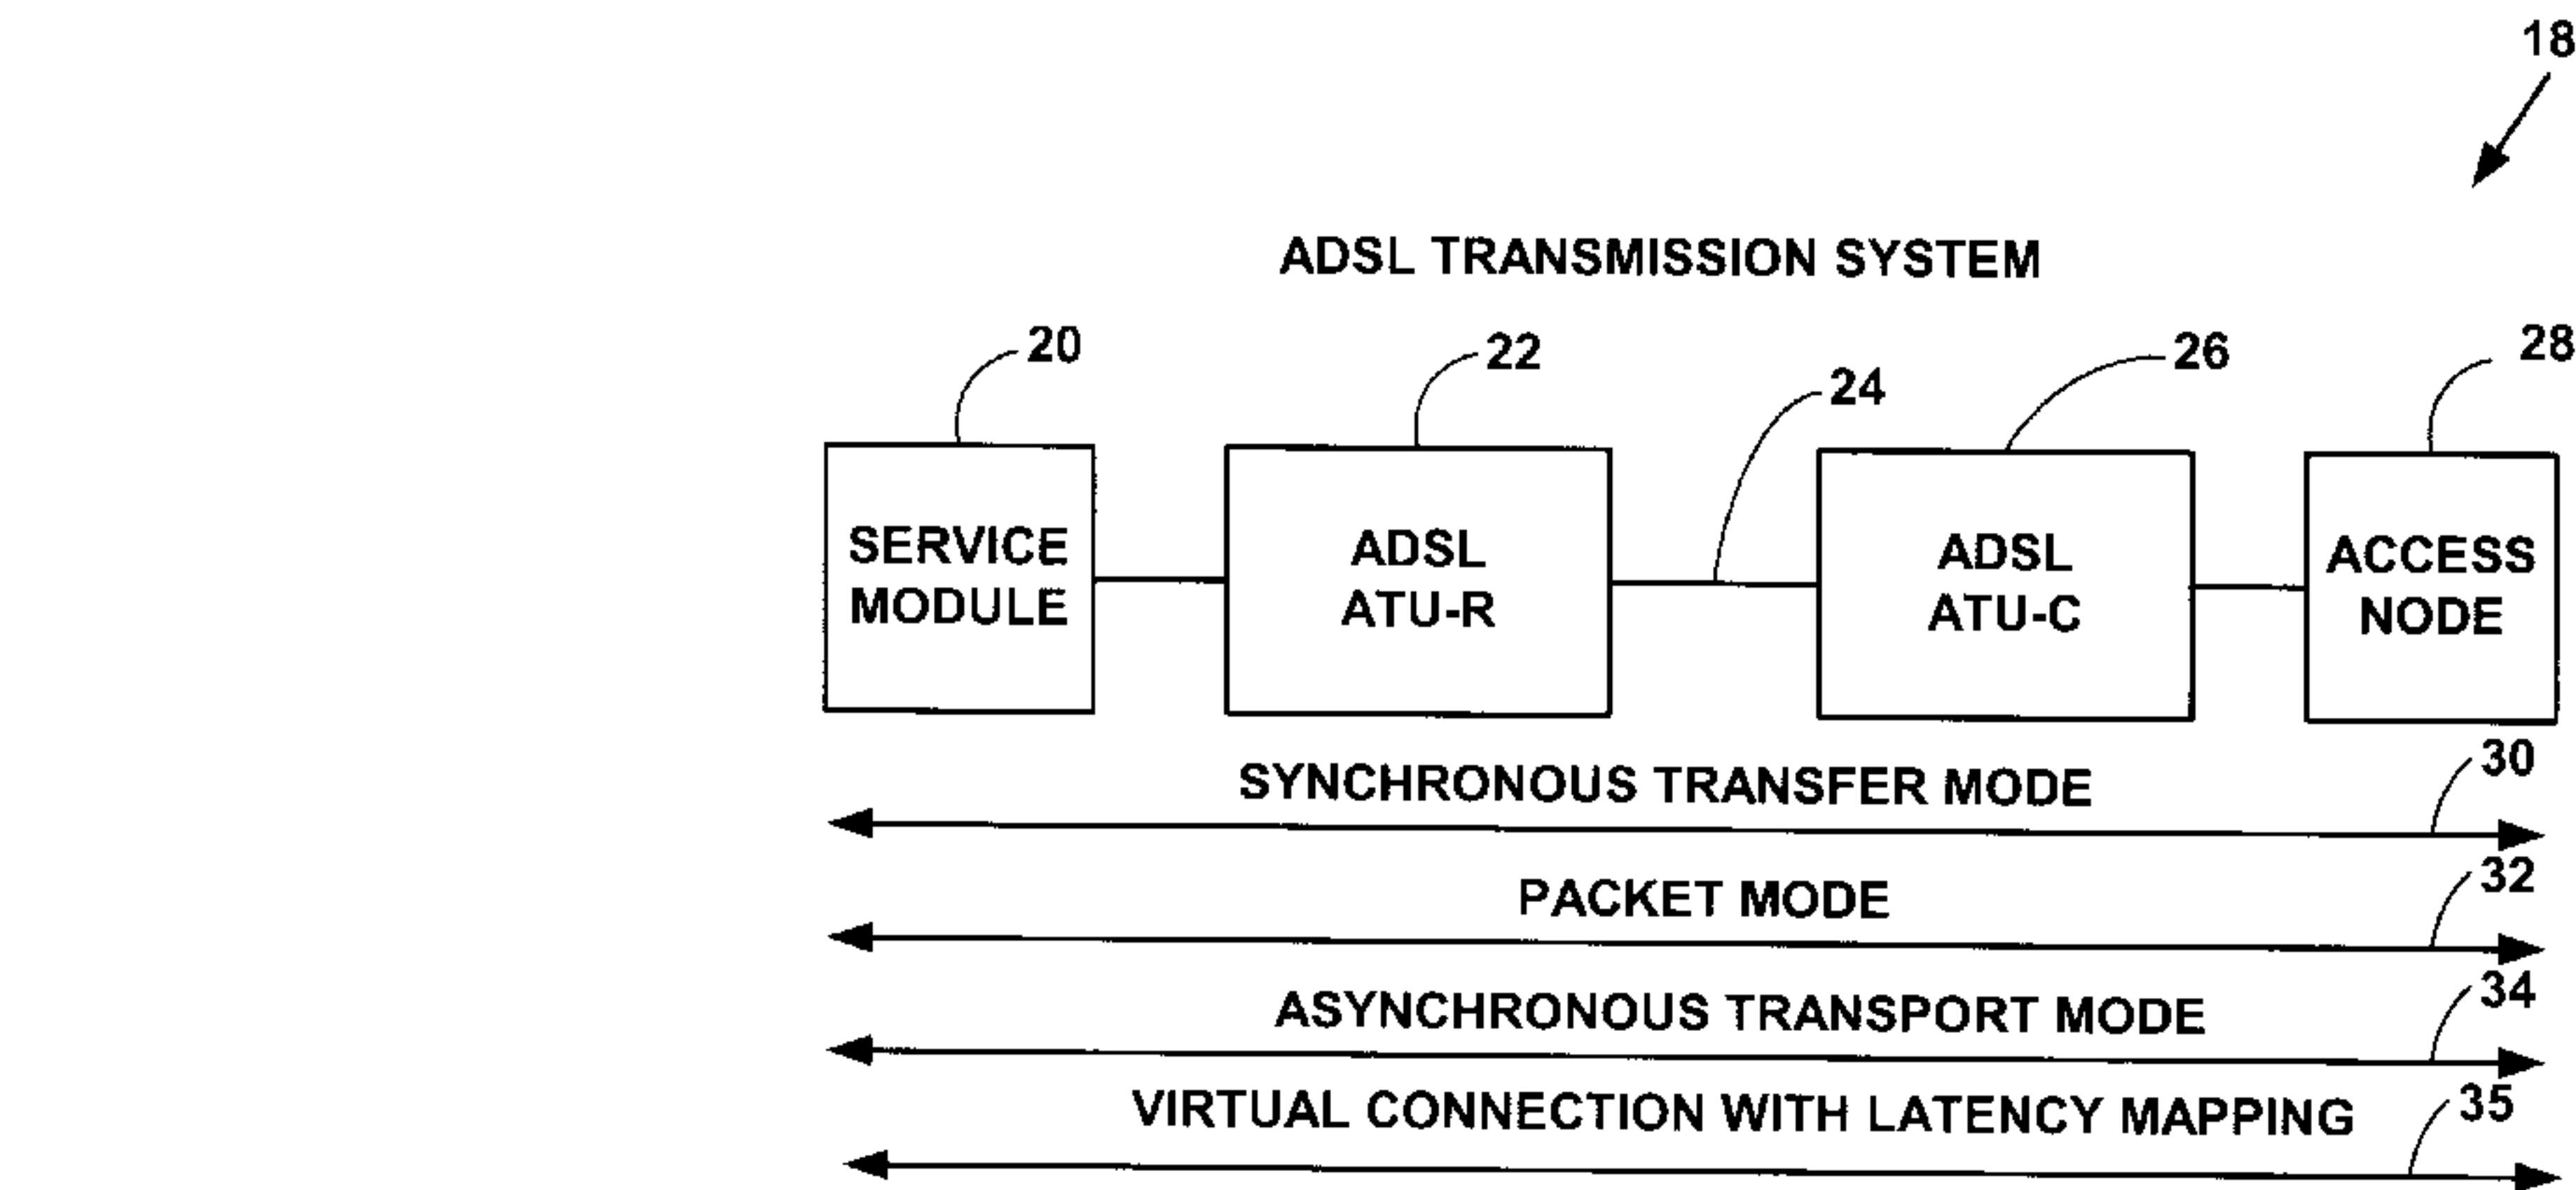 18
ADSL TRANSMISSION SYSTEM
20
22
24
26
28
SERVICE
MODULE
ADSL
ATU-R
ADSL
ATU-C
ACCESS
NODE
SYNCHRONOUS TRANSFER MODE
30
PACKET MODE
32
ASYNCHRONOUS TRANSPORT MODE
34
VIRTUAL CONNECTION WITH LATENCY MAPPING
35